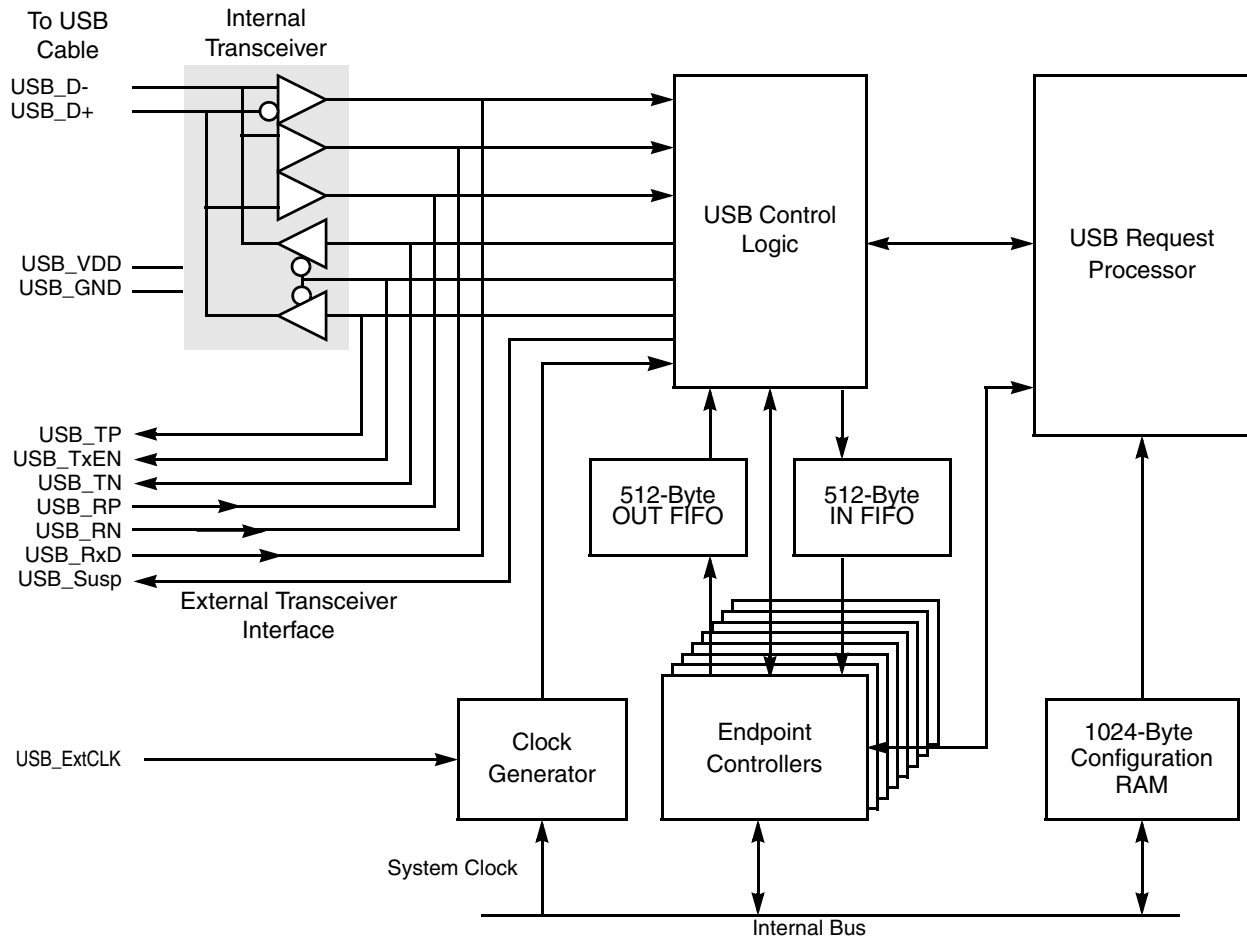 To USB
Cable
Internal
Transceiver
USB_D-
USB_D+
USB_VDD
USB_GND
USB Control
Logic
USB Request
Processor
USB_TP
USB_TxEN
USB_TN
USB_RP
USB_RN
USB_RxD
USB_Susp
External Transceiver
Interface
512-Byte
OUT FIFO
512-Byte
IN FIFO
USB_ExtCLK
Clock
Generator
Endpoint
Controllers
1024-Byte
Configuration
RAM
System Clock
Internal Bus